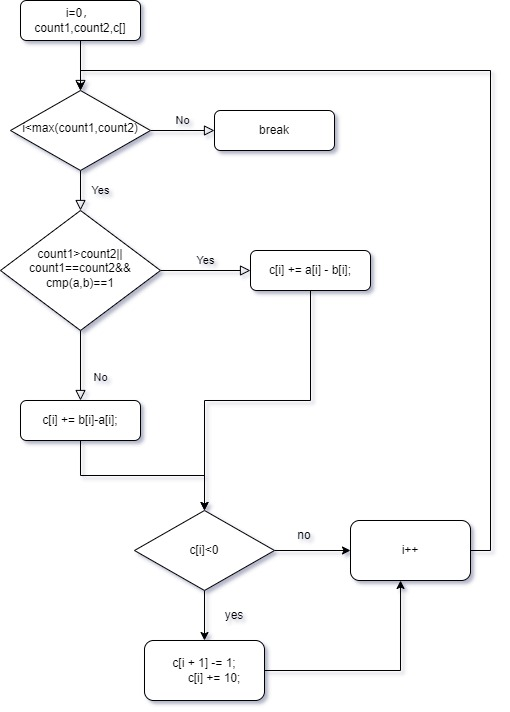 i=0,
count1,count2,c[]
i<max(count1,count2)
No
break
Yes
count1>count2||
count1==count2&&
cmp(a,b)==1
Yes
c[i] += a[i] - b[i];
No
c[i] += b[i]-a[i];
c[i]<0
no
i++
yes
c[i + 1] -= 1;
c[i] += 10;